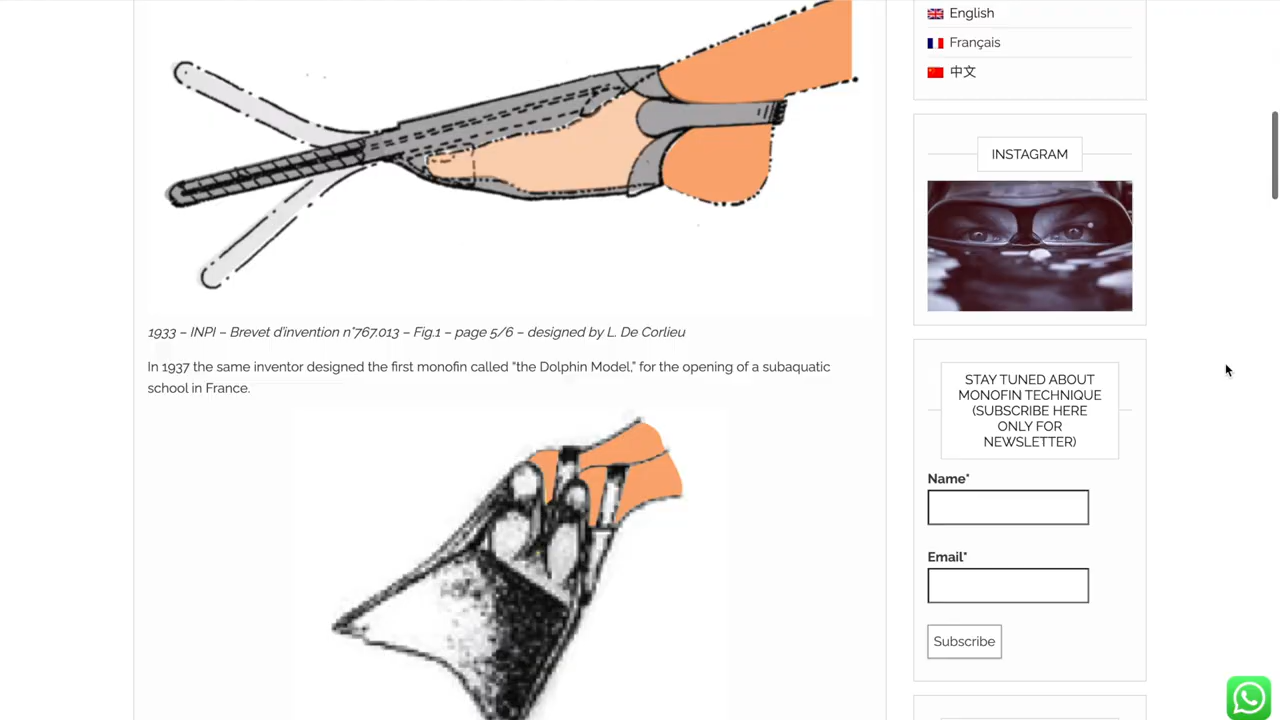 1933 – INPI – Brevet d'invention n°767.013 – Fig.1 – page 5/6 – designed by L. De Corlieu
In 1937 the same inventor designed the first monofin called "the Dolphin Model," for the opening of a subaquatic
school in France.
English
Français
中文
INSTAGRAM
STAY TUNED ABOUT
MONOFIN TECHNIQUE
(SUBSCRIBE HERE
ONLY FOR
NEWSLETTER)
Name*
Email*
Subscribe